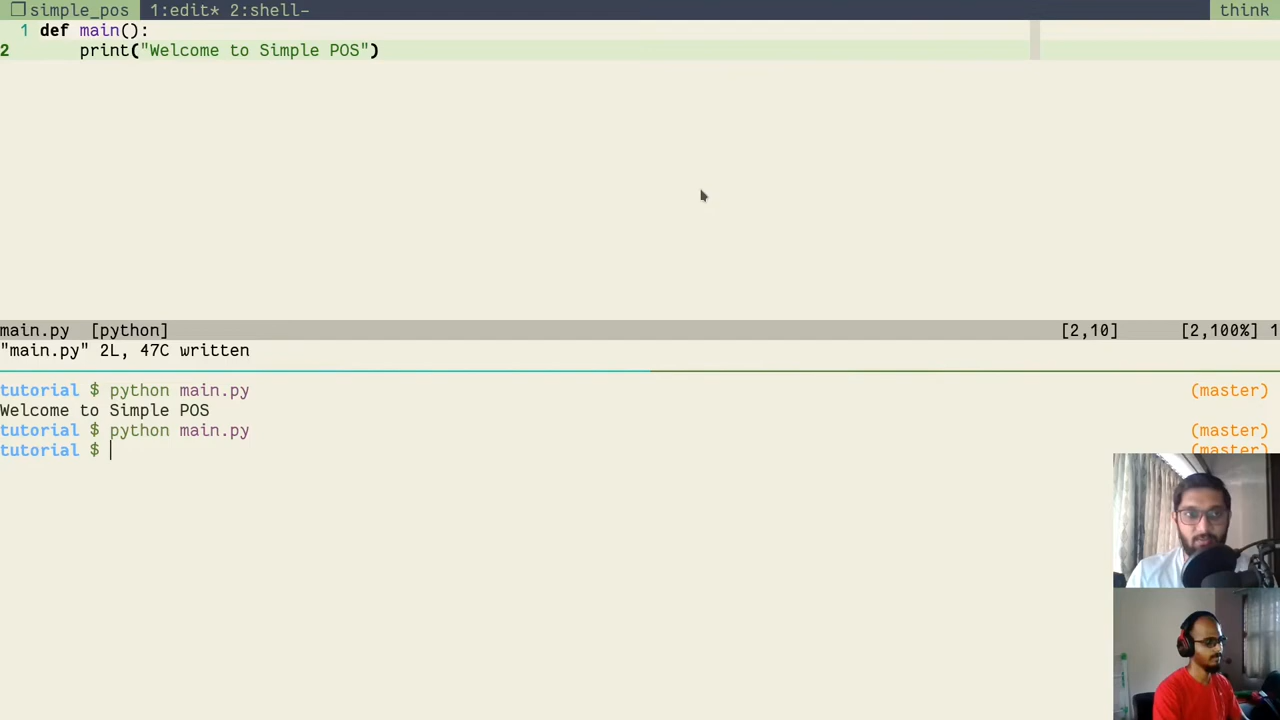 simple_pos 1:edit* 2:shell- think
1 def main():
2 print("Welcome to Simple POS")
main.py [python] [2,10] [2,100%] 1
"main.py" 2L, 47C written
tutorial $ python main.py (master)
Welcome to Simple POS
tutorial $ python main.py (master)
tutorial $ (master)